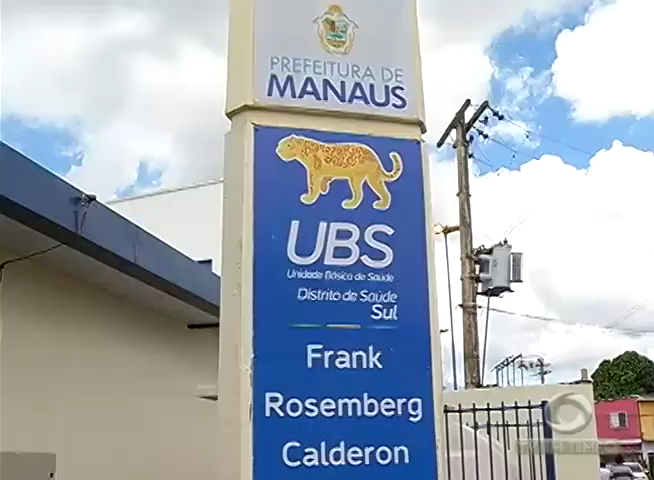 PREFEITURA DE
MANAUS
UBS
Unidade Básica de Saúde
Distrito de Saúde
Sul
Frank
Rosemberg
Calderon